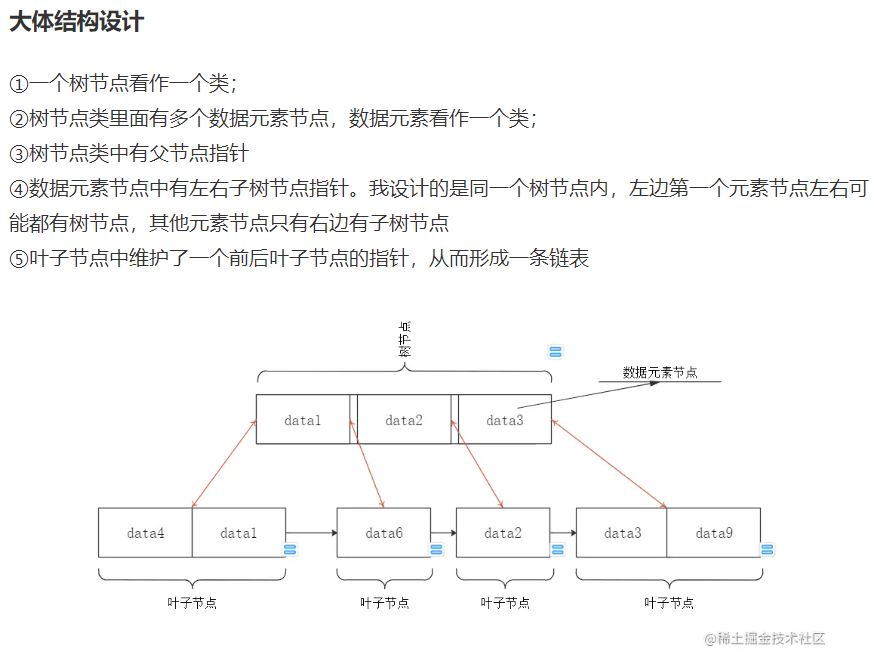 大体结构设计
①一个树节点看作一个类；
②树节点类里面有多个数据元素节点，数据元素看作一个类；
③树节点类中有父节点指针
④数据元素节点中有左右子树节点指针。我设计的是同一个树节点内，左边第一个元素节点左右可
能都有树节点，其他元素节点只有右边有子树节点
⑤叶子节点中维护了一个前后叶子节点的指针，从而形成一条链表
树节点
数据元素节点
data1 data2 data3
data4 data1 data6 data2 data3 data9
叶子节点 叶子节点 叶子节点 叶子节点
@稀土掘金技术社区